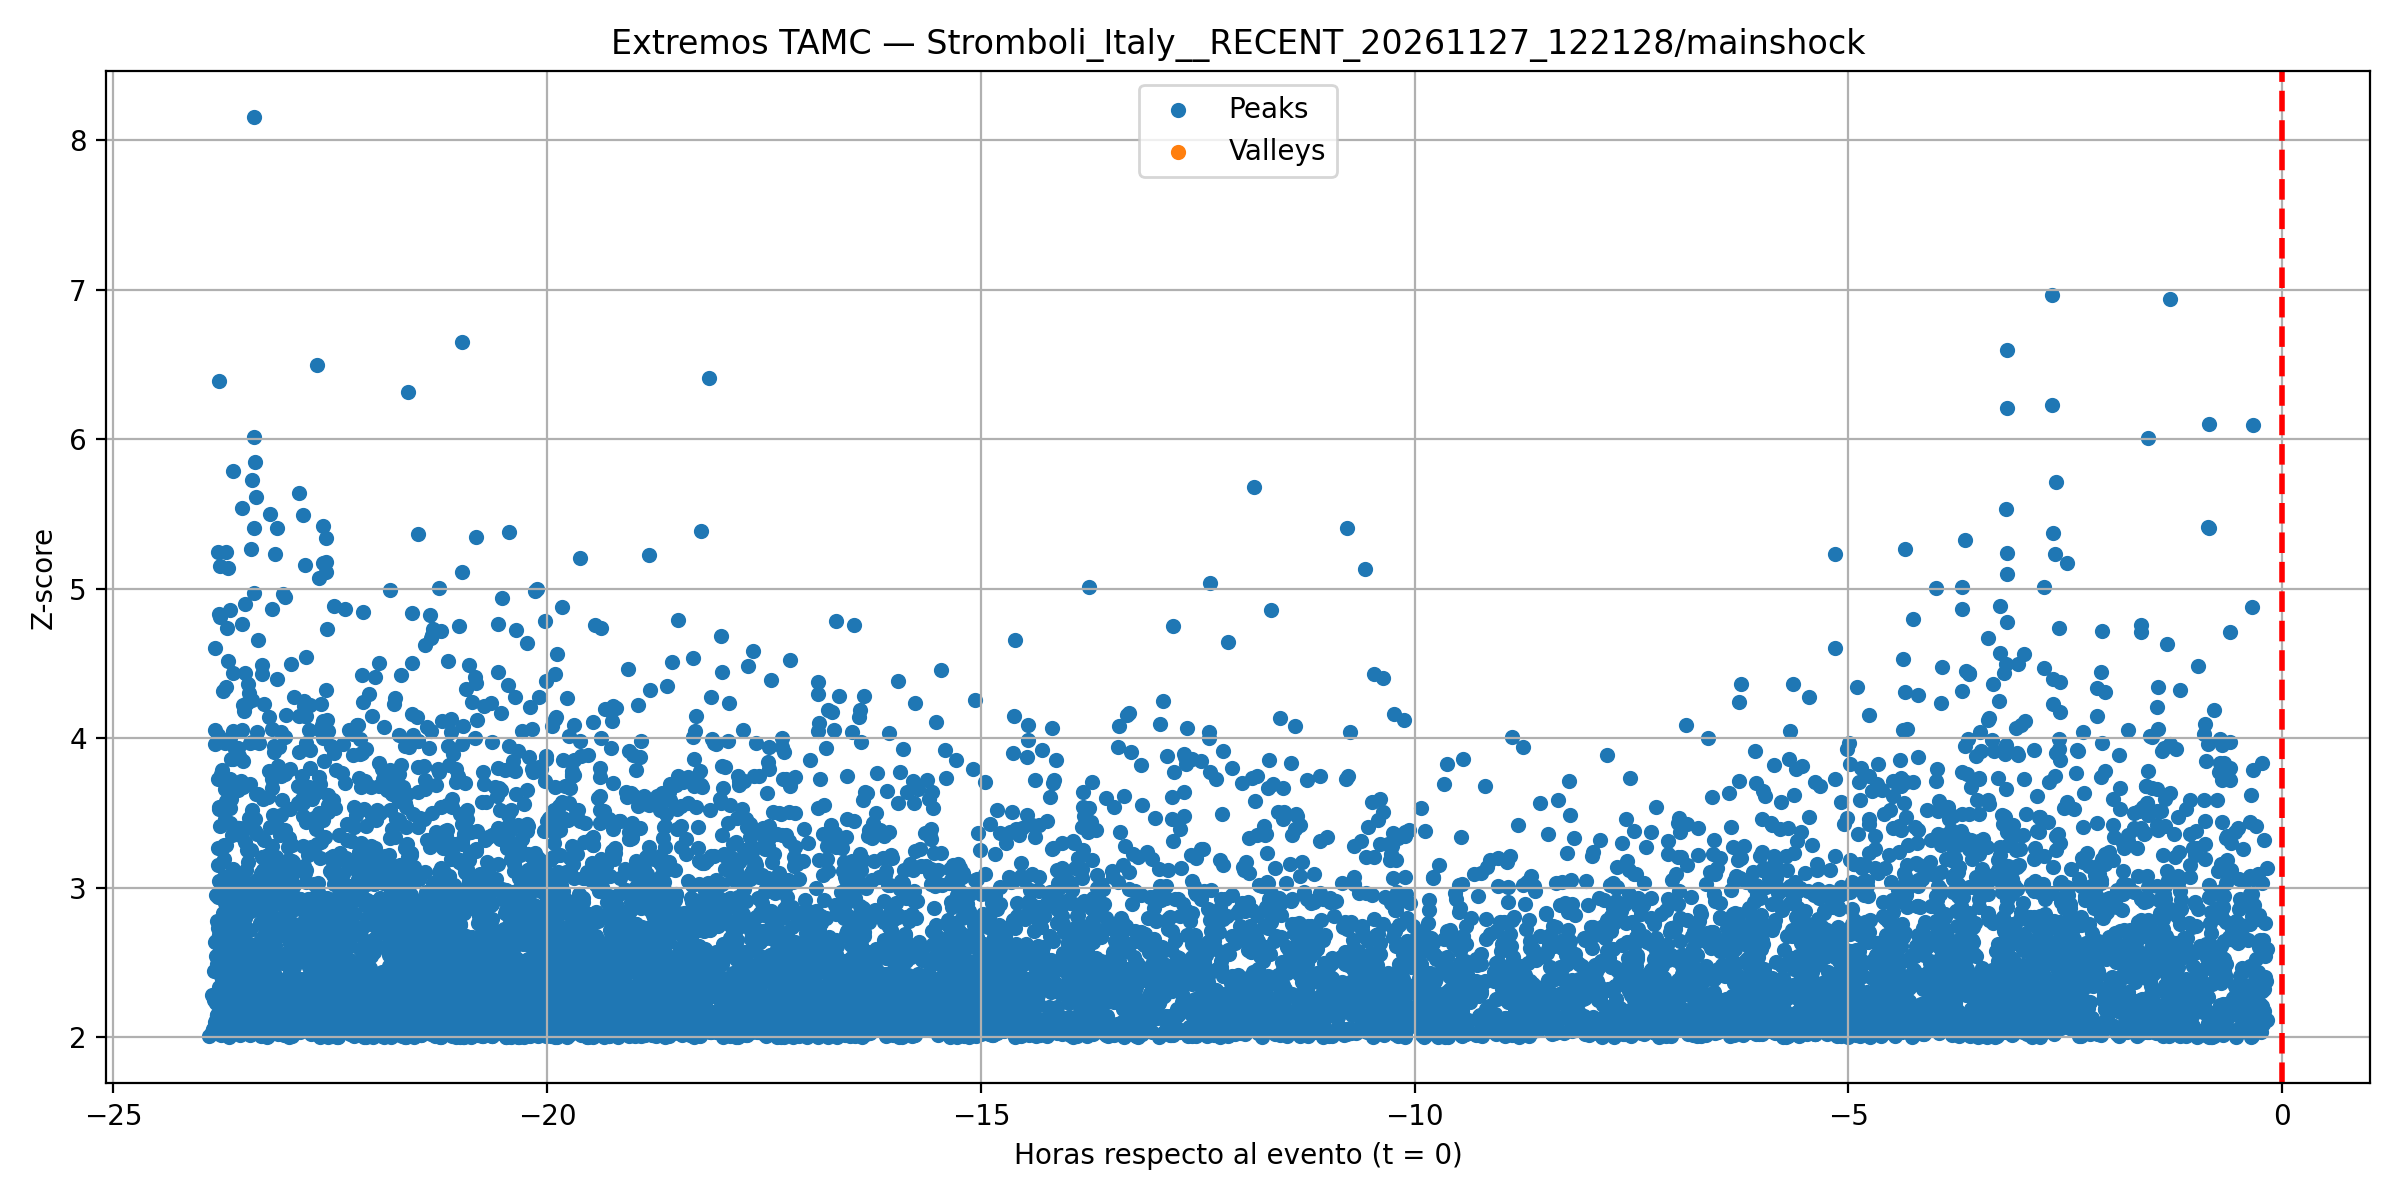 Extremos TAMC — Stromboli_Italy__RECENT_20261127_122128/mainshock
Peaks
Valleys
8
7
6
5
4
3
2
Z-score
−25
−20
−15
−10
−5
0
Horas respecto al evento (t = 0)